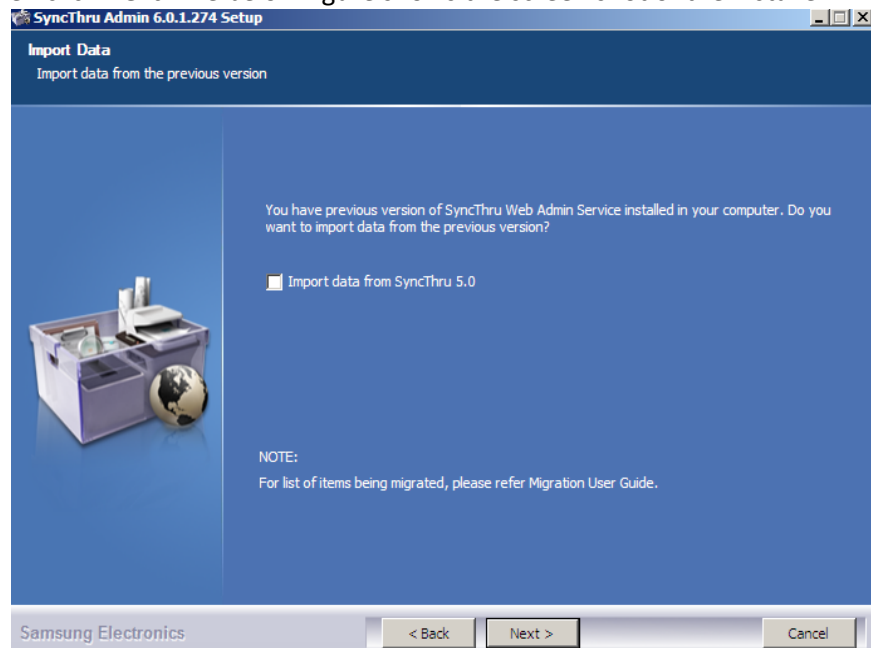 SyncThru Admin 6.0.1.274 Setup
Import Data
Import data from the previous version
You have previous version of SyncThru Web Admin Service installed in your computer. Do you
want to import data from the previous version?
Import data from SyncThru 5.0
NOTE:
For list of items being migrated, please refer Migration User Guide.
Samsung Electronics
< Back
Next >
Cancel